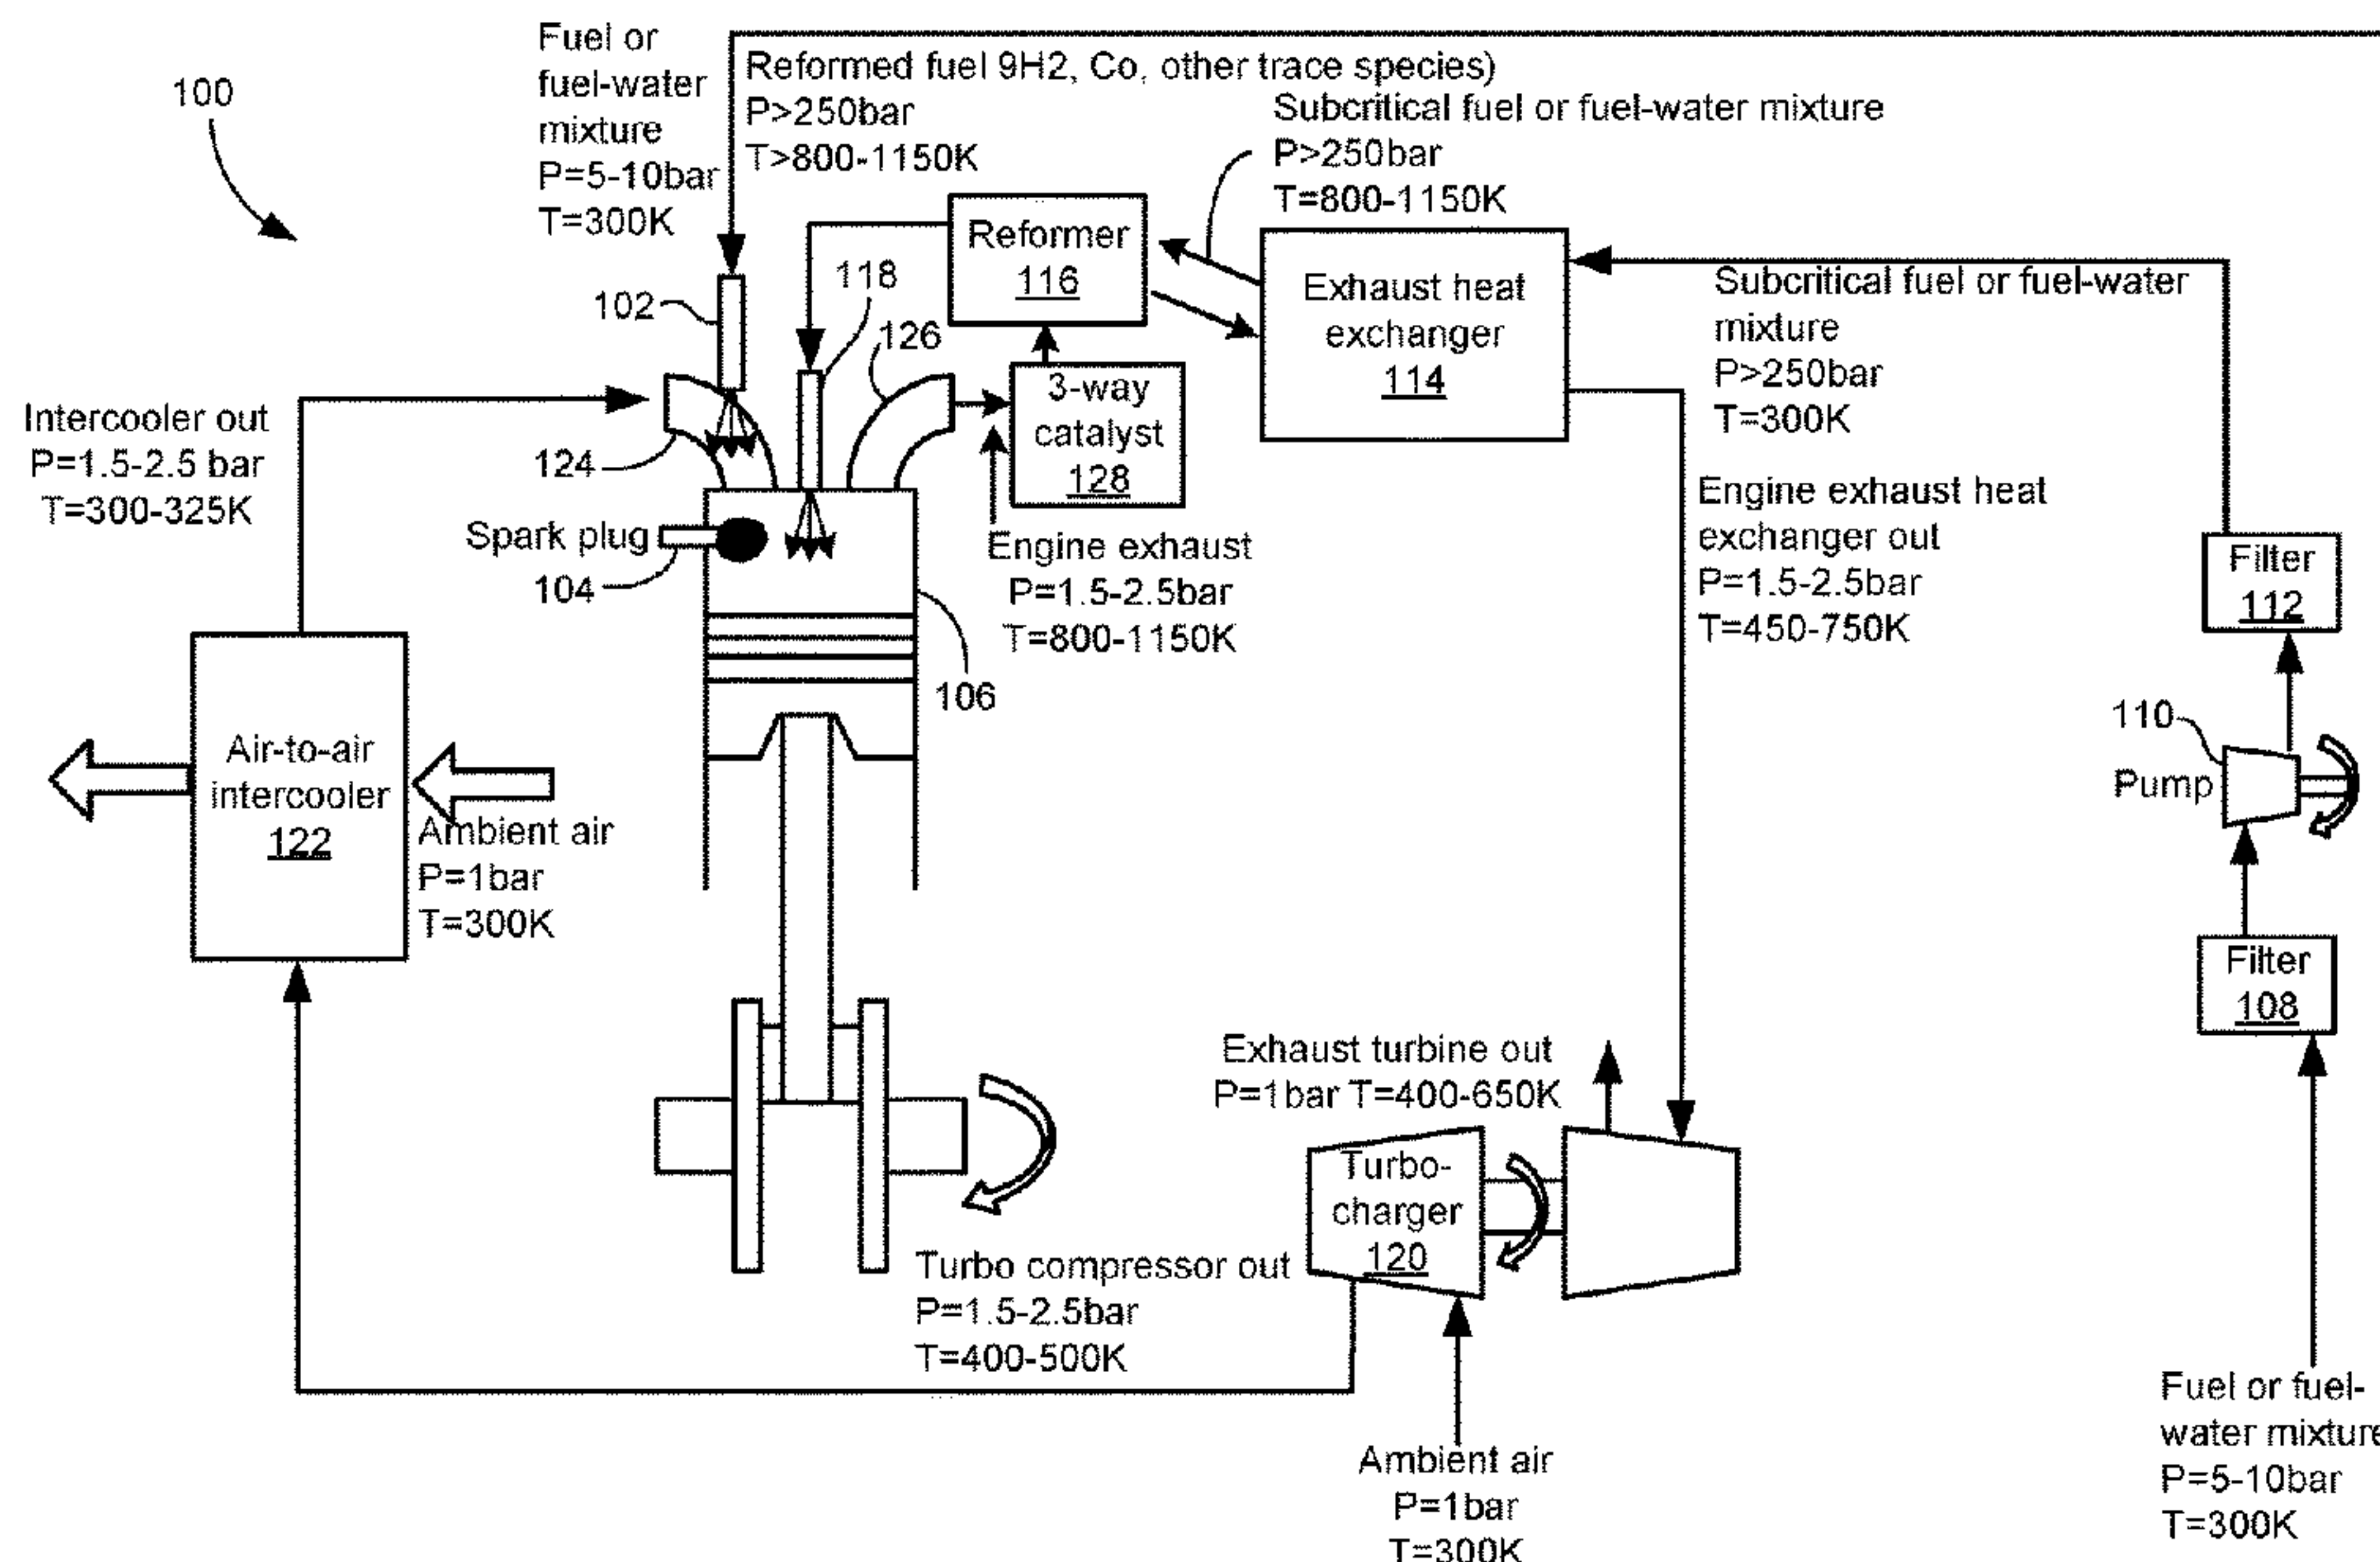 100
Fuel or
fuel-water
mixture
P=5-10bar
T=300K
Reformed fuel 9H2, Co, other trace species)
P>250bar
T>800-1150K
Subcritical fuel or fuel-water mixture
P>250bar
T=800-1150K
Reformer
116
118
102
126
Exhaust heat
exchanger
114
Subcritical fuel or fuel-water
mixture
P>250bar
T=300K
3-way
catalyst
128
Intercooler out
P=1.5-2.5 bar
T=300-325K
124
Spark plug
104
Engine exhaust
P=1.5-2.5bar
T=800-1150K
106
Engine exhaust heat
exchanger out
P=1.5-2.5bar
T=450-750K
Filter
112
110
Pump
Filter
108
Air-to-air
intercooler
122
Ambient air
P=1bar
T=300K
Exhaust turbine out
P=1bar T=400-650K
Turbo-
charger
120
Turbo compressor out
P=1.5-2.5bar
T=400-500K
Ambient air
P=1bar
T=300K
Fuel or fuel-
water mixture
P=5-10bar
T=300K